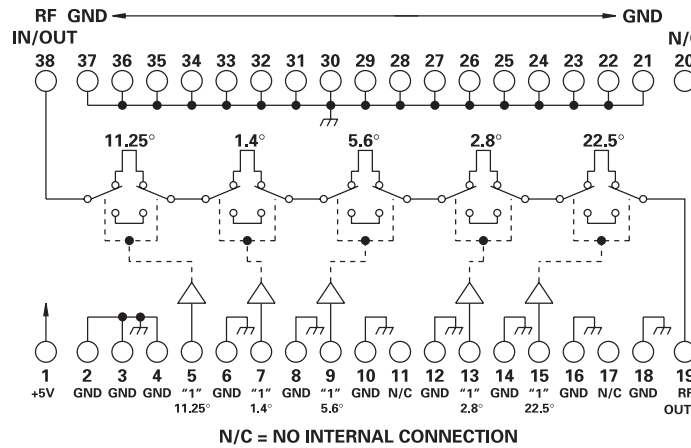 RF GND GND
IN/OUT N/C
38 37 36 35 34 33 32 31 30 29 28 27 26 25 24 23 22 21 20
11.25° 1.4° 5.6° 2.8° 22.5°
1 2 3 4 5 6 7 8 9 10 11 12 13 14 15 16 17 18 19
+5V GND GND GND "1" GND "1" GND "1" GND N/C GND "1" GND "1" GND N/C GND RF
11.25° 1.4° 5.6° 2.8° 22.5° OUT
N/C = NO INTERNAL CONNECTION